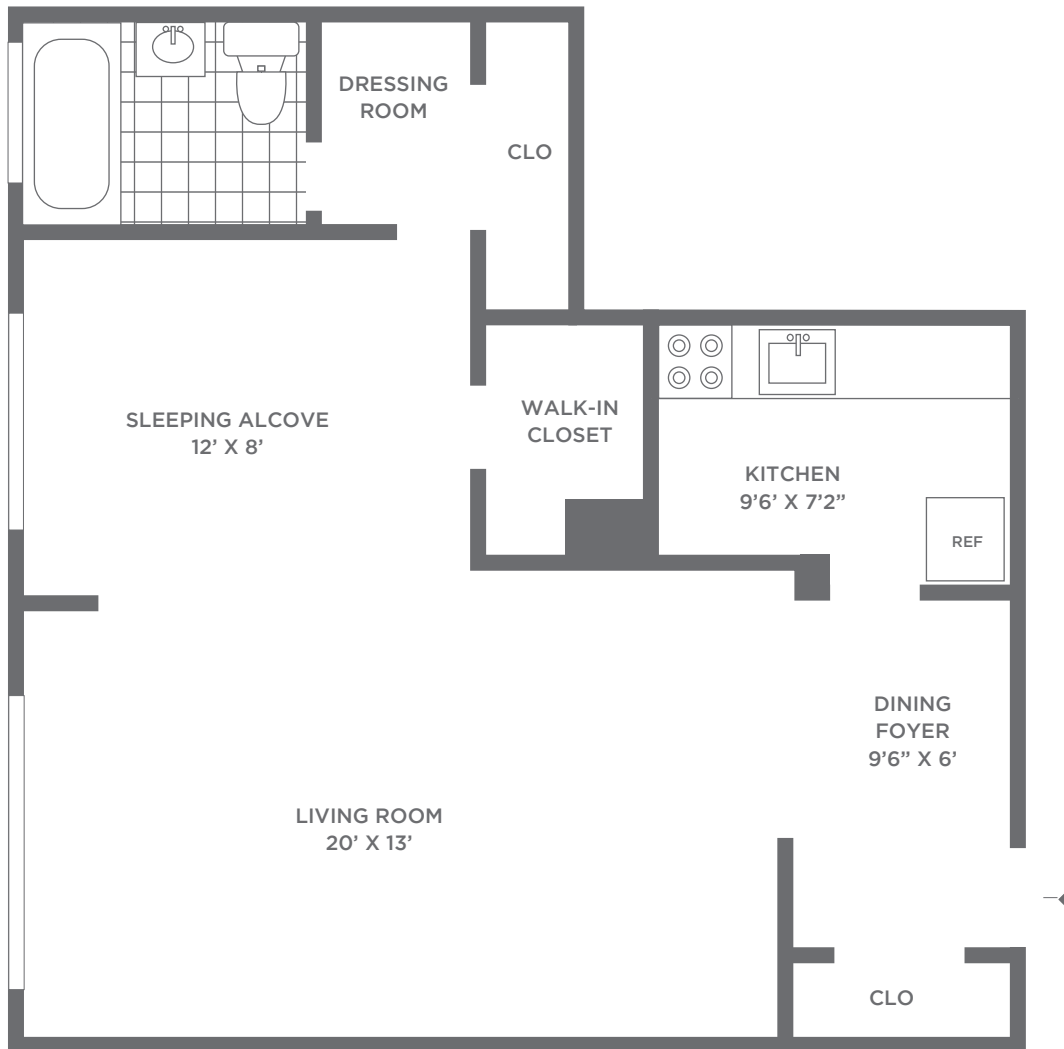 DRESSING
ROOM
CLO
SLEEPING ALCOVE
12’ X 8’
WALK-IN
CLOSET
KITCHEN
9’6’ X 7’2”
REF
DINING
FOYER
9’6” X 6’
LIVING ROOM
20’ X 13’
CLO